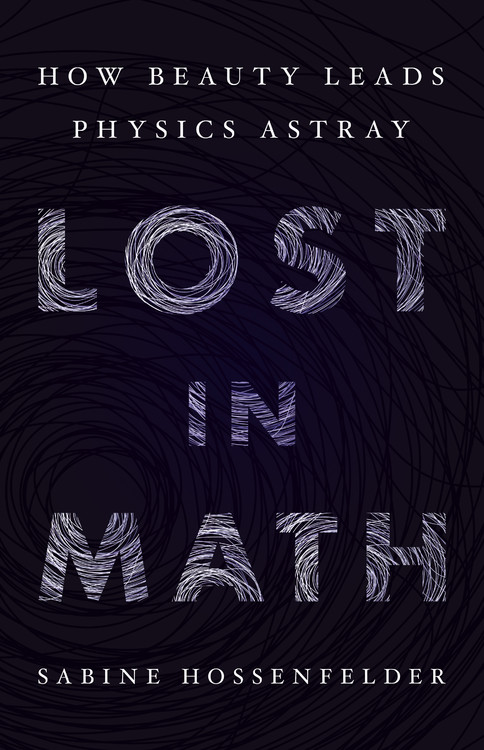 HOW BEAUTY LEADS
PHYSICS ASTRAY
LOST
IN
MATH
SABINE HOSSENFELDER